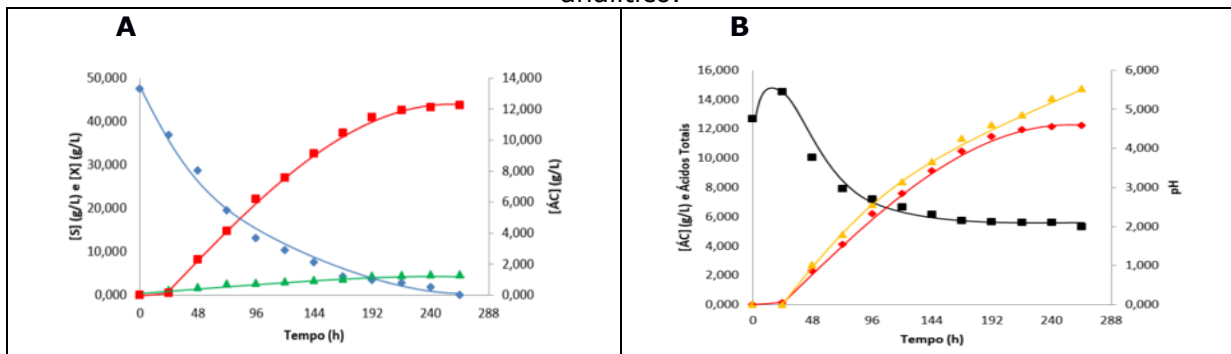 analítico.
A
50,000
40,000
30,000
20,000
10,000
0,000
[S] (g/L) e [X] (g/L)
14,000
12,000
10,000
8,000
6,000
4,000
2,000
0,000
[ÁC] (g/L)
0 48 96 144 192 240 288
Tempo (h)
B
16,000
14,000
12,000
10,000
8,000
6,000
4,000
2,000
0,000
[ÁC] (g/L) e Ácidos Totais
6,000
5,000
4,000
3,000
2,000
1,000
0,000
pH
0 48 96 144 192 240 288
Tempo (h)